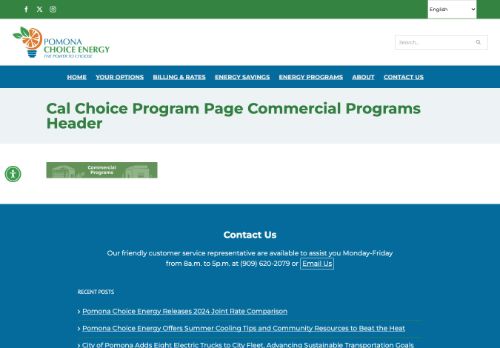 English
POMONA
CHOICE ENERGY
THE POWER TO CHOOSE
Search...
HOME YOUR OPTIONS BILLING & RATES ENERGY SAVINGS ENERGY PROGRAMS ABOUT CONTACT US
Cal Choice Program Page Commercial Programs
Header
Commercial
Programs
Contact Us
Our friendly customer service representative are available to assist you Monday-Friday
from 8a.m. to 5p.m. at (909) 620-2079 or Email Us
RECENT POSTS
Pomona Choice Energy Releases 2024 Joint Rate Comparison
Pomona Choice Energy Offers Summer Cooling Tips and Community Resources to Beat the Heat
City of Pomona Adds Eight Electric Trucks to City Fleet, Advancing Sustainable Transportation Goals